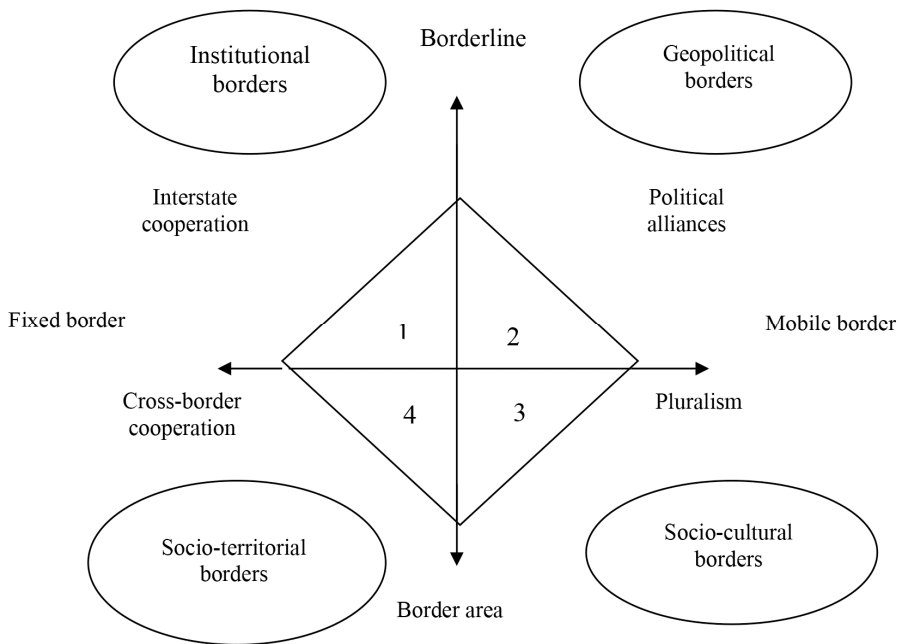 Institutional
borders
Borderline
Geopolitical
borders
Interstate
cooperation
Political
alliances
Fixed border
1
2
Mobile border
Cross-border
cooperation
4
3
Pluralism
Socio-territorial
borders
Socio-cultural
borders
Border area